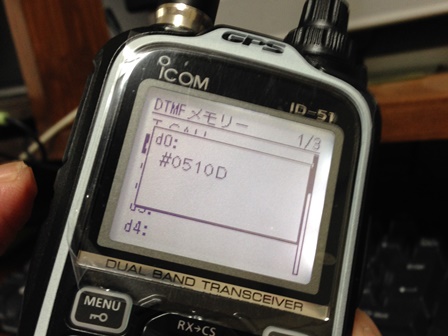 GPS
ICOM
ID-51
DTMFメモリー
T-CALL 1/3
d0:
#0510D
d4:
DUAL BAND TRANSCEIVER
MENU
RX→CS